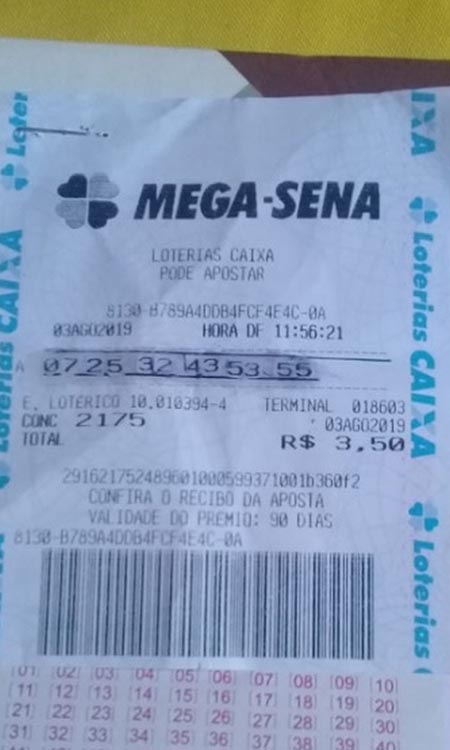 Loter
CAIXA
MEGA-SENA
LOTERIAS CAIXA
PODE APOSTAR
8130-B789A4DDB4FCF4E4C-0A
03AGO2019 HORA DF 11:56:21
A 07 25 32 43 53 55
E. LOTERICO 10.010394-4 TERMINAL 018603
CONC 2175 03AGO2019
TOTAL R$ 3,50
291621752489601000599371001b360f2
CONFIRA O RECIBO DA APOSTA
VALIDADE DO PREMIO: 90 DIAS
8130-B789A4DDB4FCF4E4C-0A
Loterias CAIXA
Loterias CAIXA
Loterias
[01] [02] [03] [04] [05] [06] [07] [08] [09] [10]
[11] [12] [13] [14] [15] [16] [17] [18] [19] [20]
[21] [22] [23] [24] [25] [26] [27] [28] [29] [30]
[31] [32] [33] [34] [35] [36] [37] [38] [39] [40]